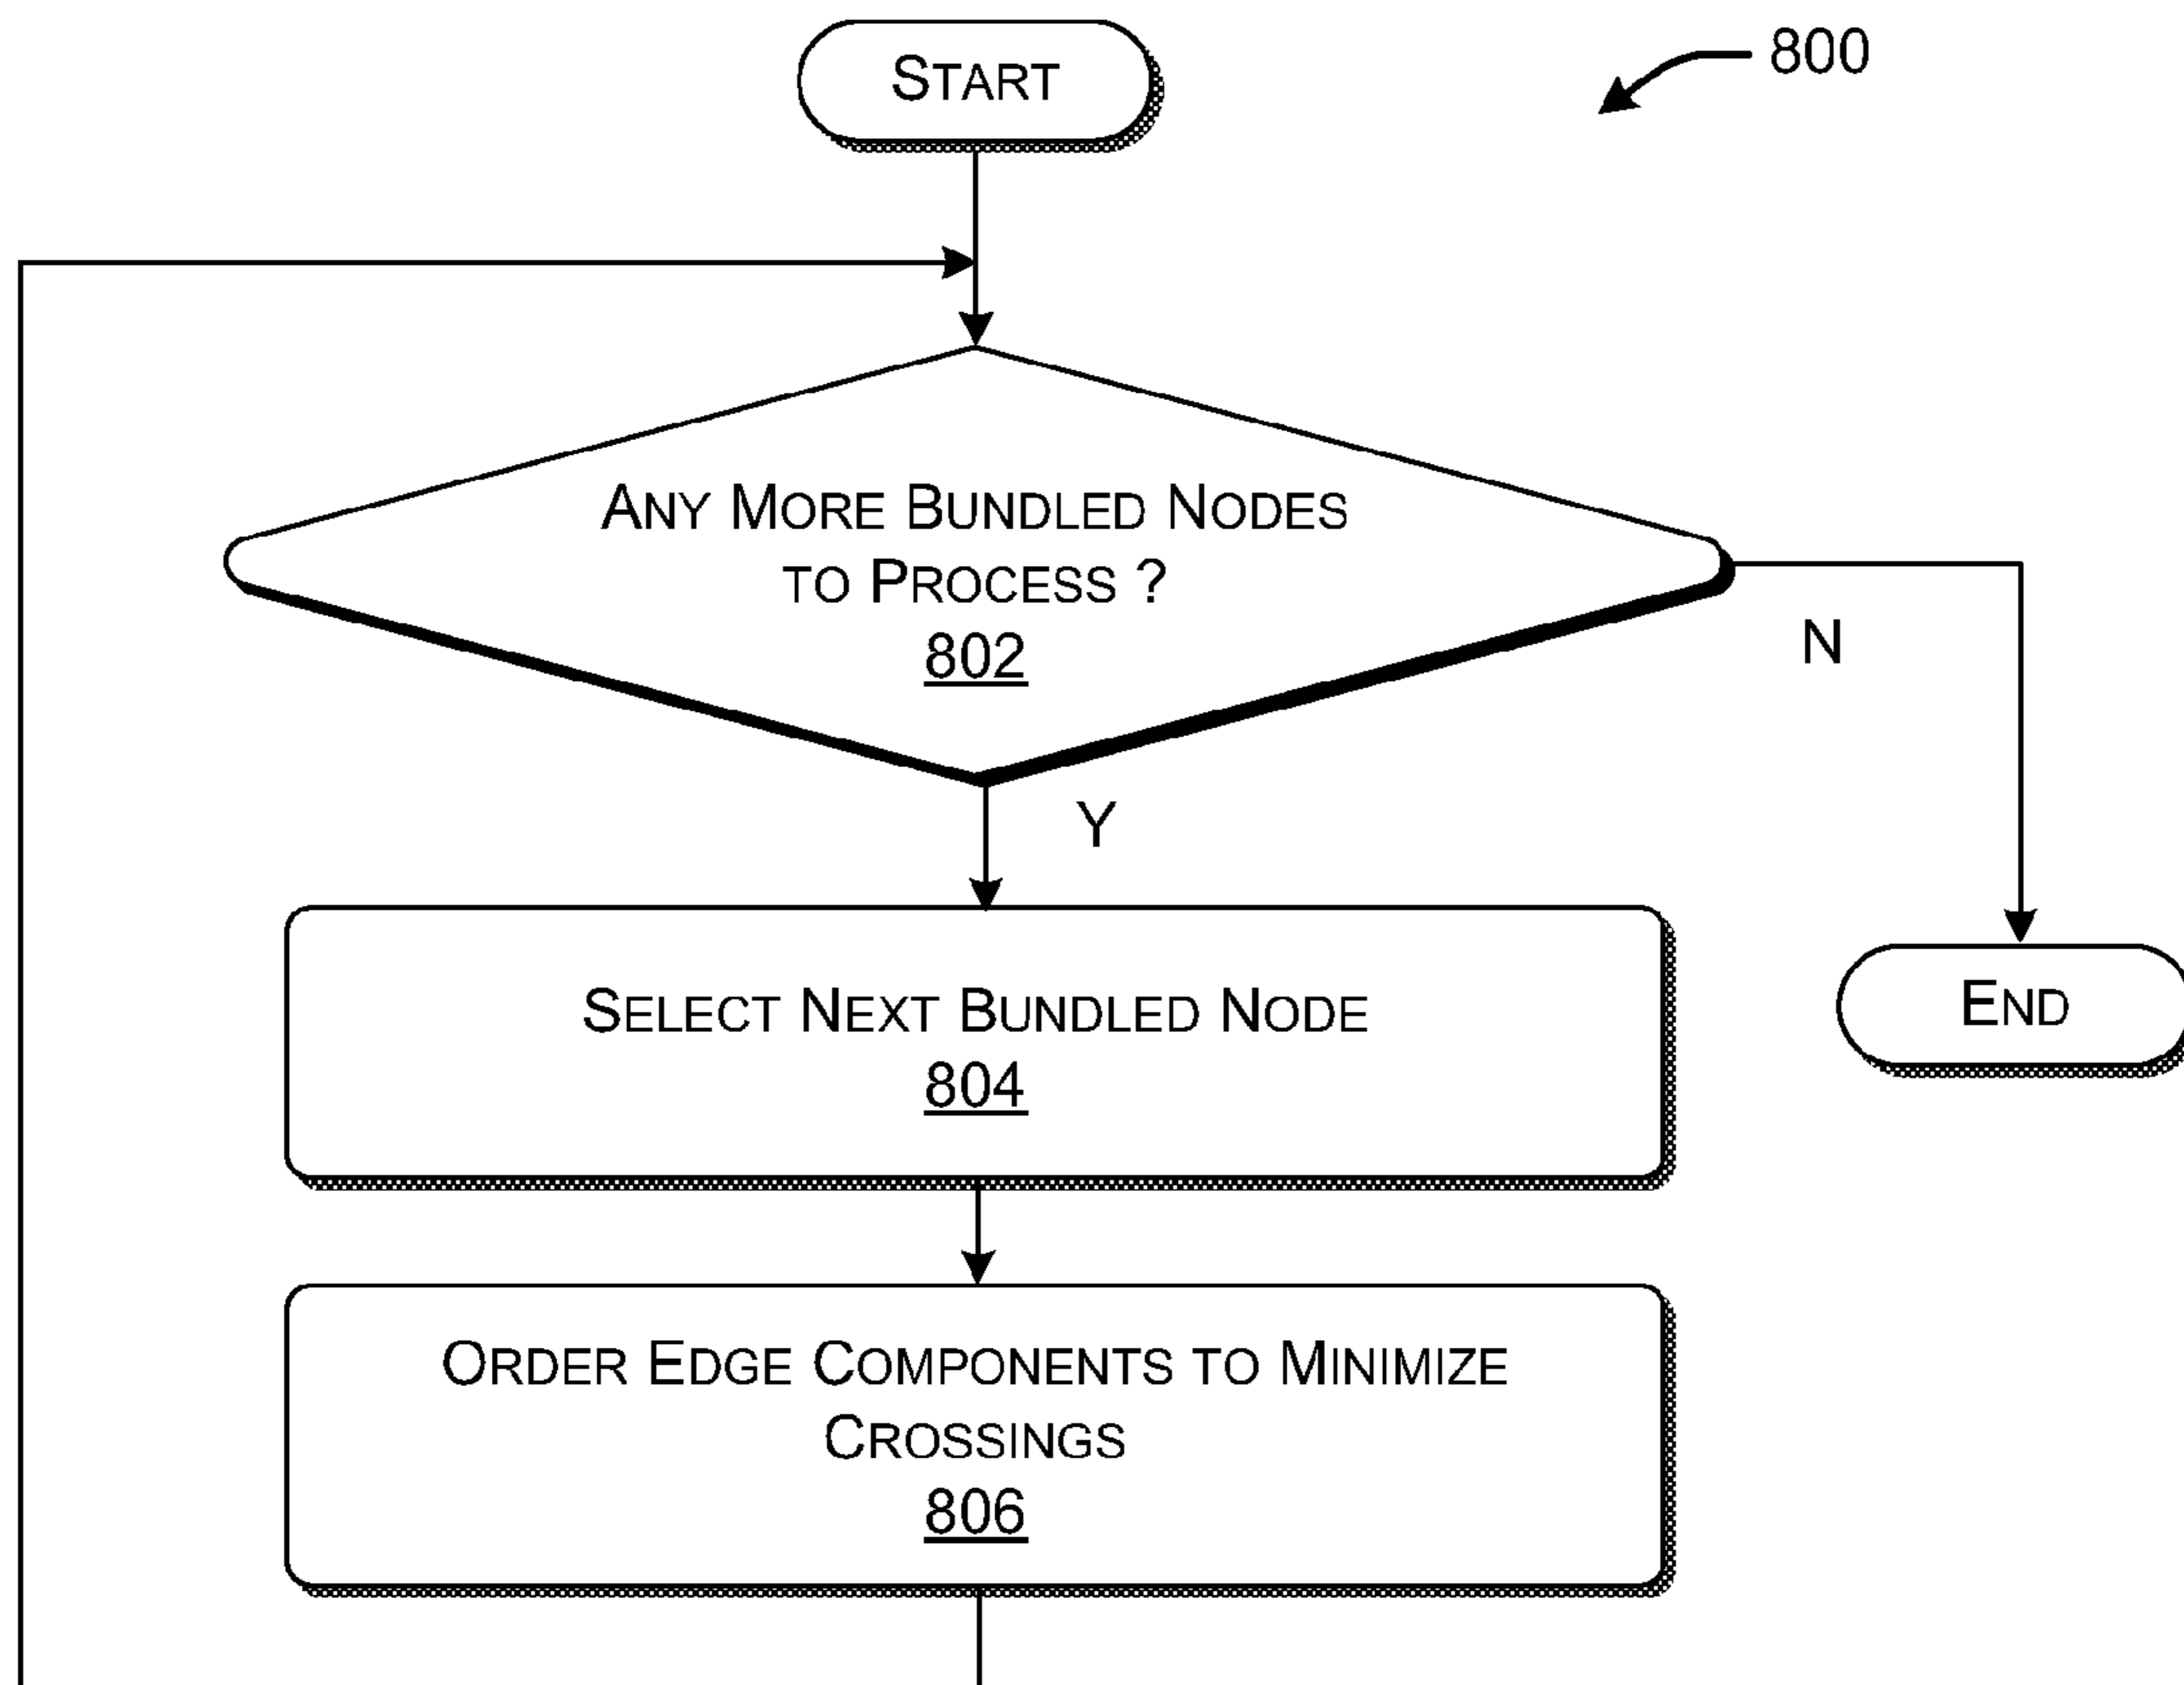 START
800
ANY MORE BUNDLED NODES
TO PROCESS ?
802
N
Y
SELECT NEXT BUNDLED NODE
804
END
ORDER EDGE COMPONENTS TO MINIMIZE
CROSSINGS
806